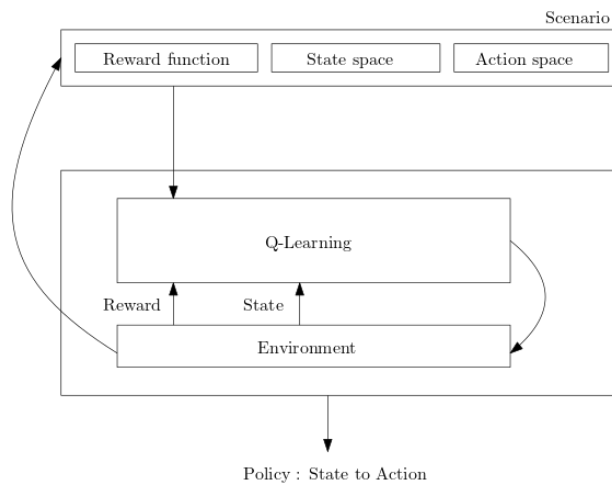 Scenario
Reward function State space Action space
Q-Learning
Reward State
Environment
Policy : State to Action